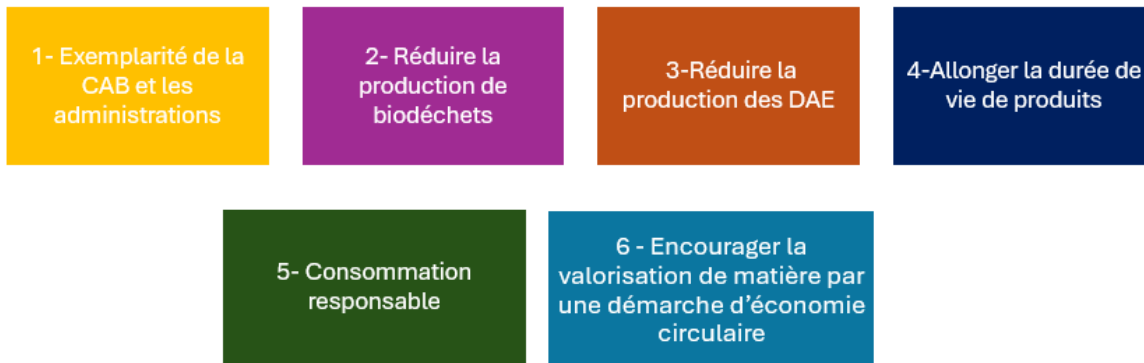 1- Exemplarité de la
CAB et les
administrations
2- Réduire la
production de
biodéchets
3-Réduire la
production des DAE
4-Allonger la durée de
vie de produits
5- Consommation
responsable
6 - Encourager la
valorisation de matière par
une démarche d’économie
circulaire